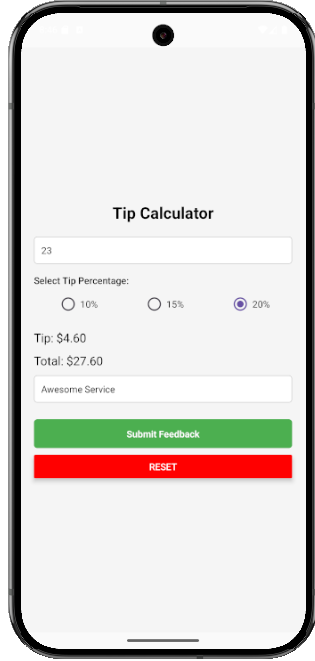 Tip Calculator
23
Select Tip Percentage:
10% 15% 20%
Tip: $4.60
Total: $27.60
Awesome Service
Submit Feedback
RESET